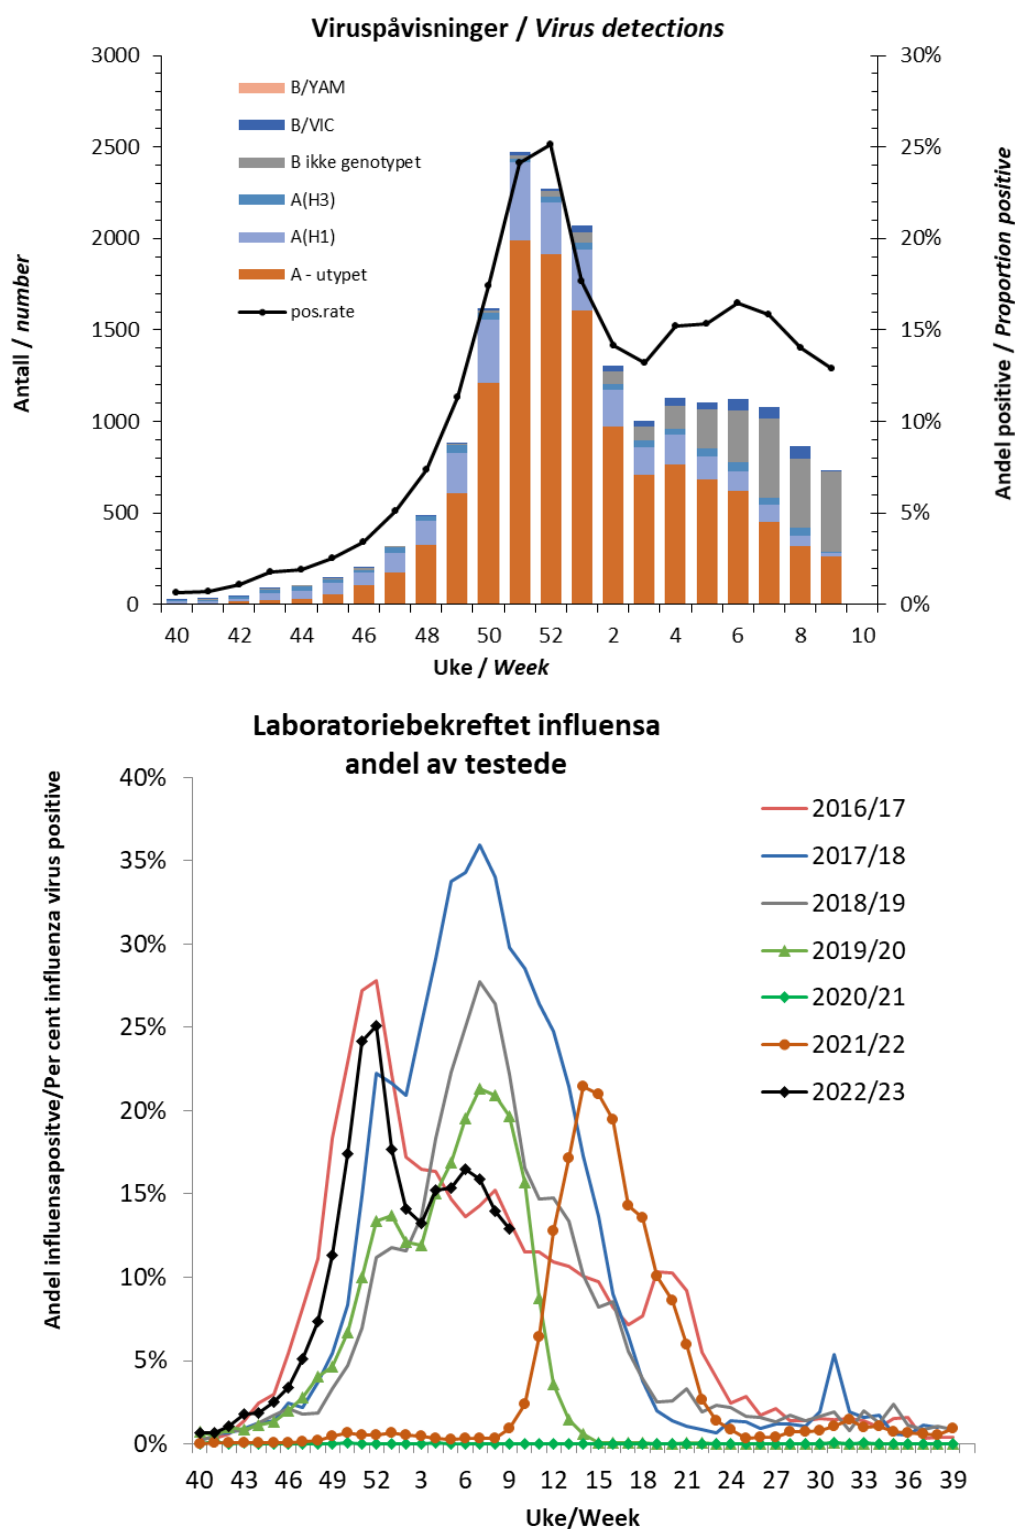 Viruspåvisninger / Virus detections
3000
2500
2000
1500
1000
500
0
30%
25%
20%
15%
10%
5%
0%
Antall / number
Andel positive / Proportion positive
B/YAM
B/VIC
B ikke genotypet
A(H3)
A(H1)
A - utypet
pos.rate
40 42 44 46 48 50 52 2 4 6 8 10
Uke / Week
Laboratoriebekreftet influensa
andel av testede
Andel influensapositve/Per cent influenza virus positive
40%
35%
30%
25%
20%
15%
10%
5%
0%
2016/17
2017/18
2018/19
2019/20
2020/21
2021/22
2022/23
40 43 46 49 52 3 6 9 12 15 18 21 24 27 30 33 36 39
Uke/Week